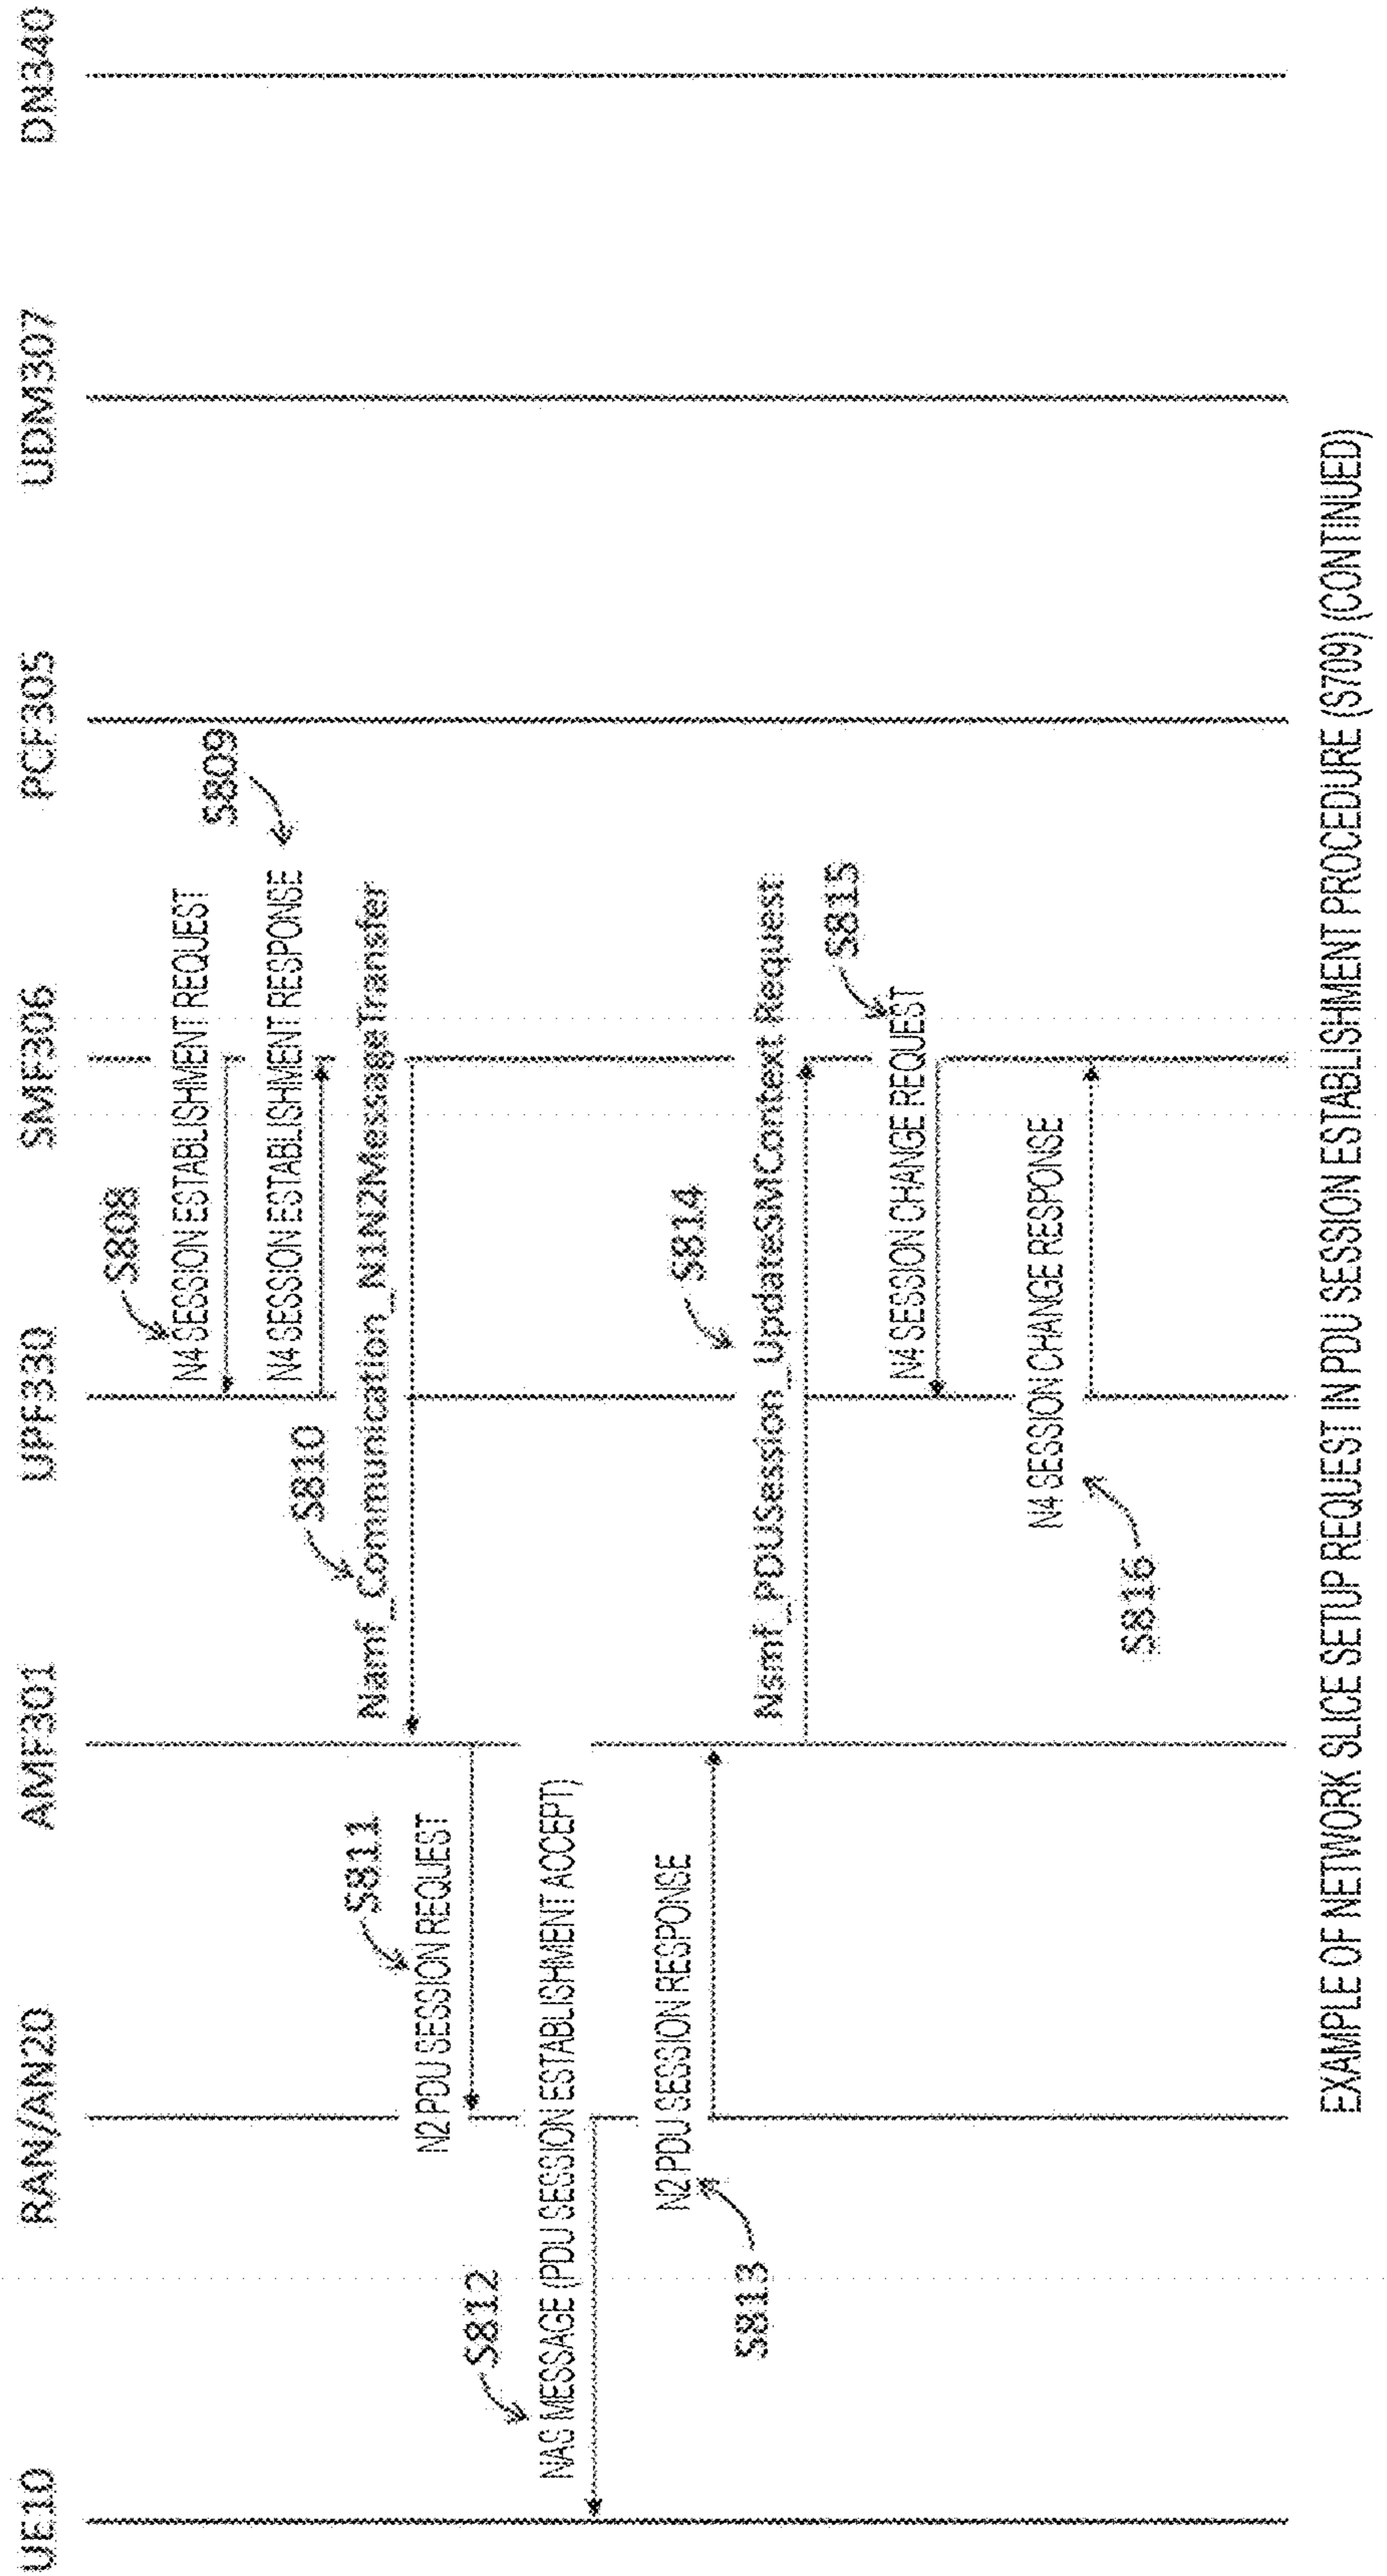 UE10
RAN/AN20
AMF301
UPF330
SMF306
PCF305
UDM307
DN340
S808
N4 SESSION ESTABLISHMENT REQUEST
S809
N4 SESSION ESTABLISHMENT RESPONSE
S810
Namf_Communication_N1N2MessageTransfer
S811
N2 PDU SESSION REQUEST
S812
NAS MESSAGE (PDU SESSION ESTABLISHMENT ACCEPT)
N2 PDU SESSION RESPONSE
S813
S814
Nsmf_PDUSession_UpdateSMContext Request
S815
N4 SESSION CHANGE REQUEST
N4 SESSION CHANGE RESPONSE
S816
EXAMPLE OF NETWORK SLICE SETUP REQUEST IN PDU SESSION ESTABLISHMENT PROCEDURE (S709) (CONTINUED)